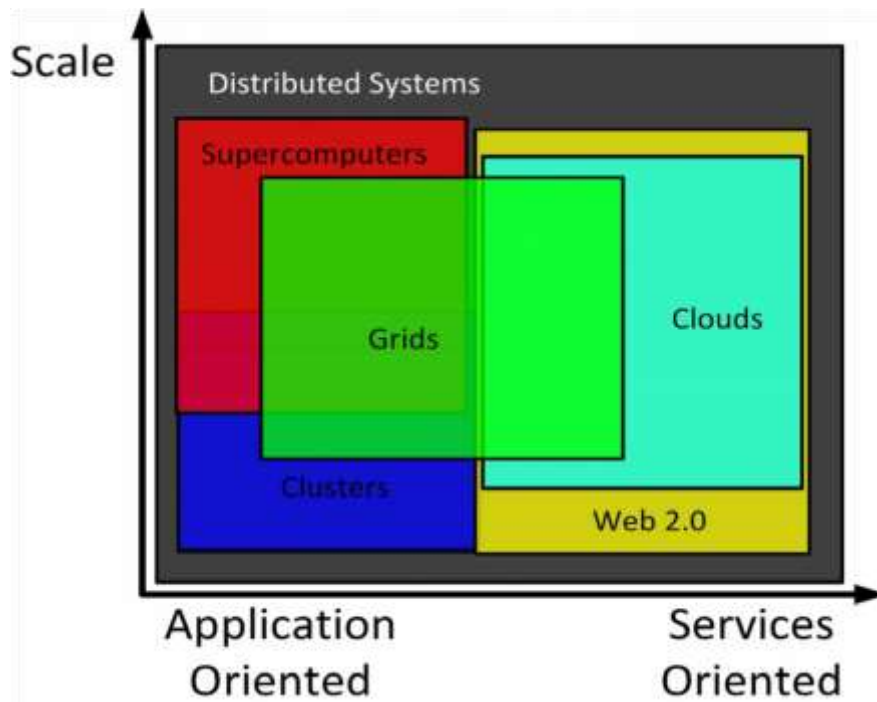 Scale
Distributed Systems
Supercomputers
Grids
Clouds
Clusters
Web 2.0
Application
Oriented
Services
Oriented